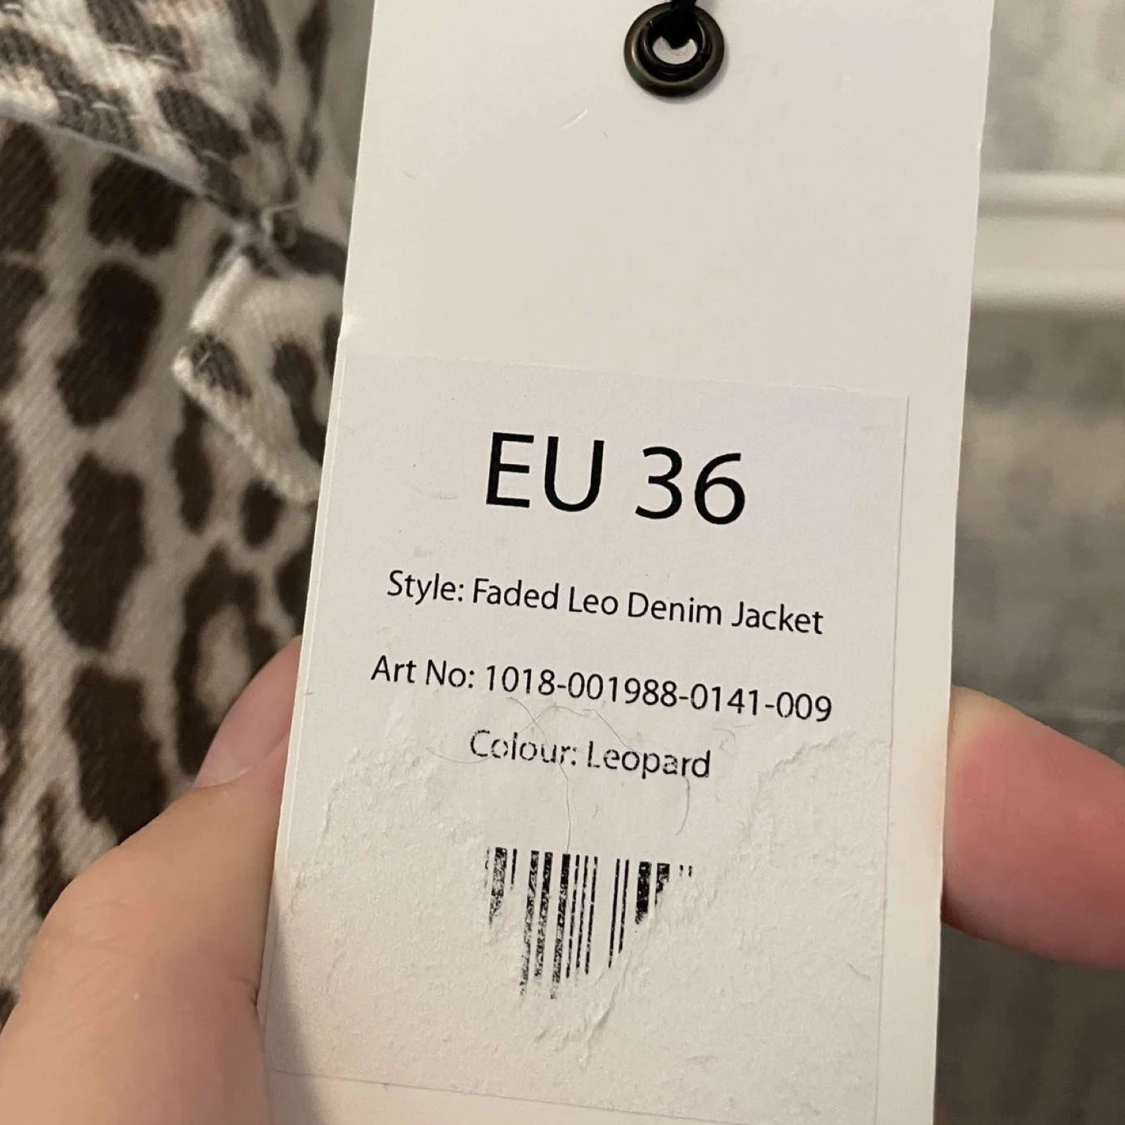 EU 36
Style: Faded Leo Denim Jacket
Art No: 1018-001988-0141-009
Colour: Leopard